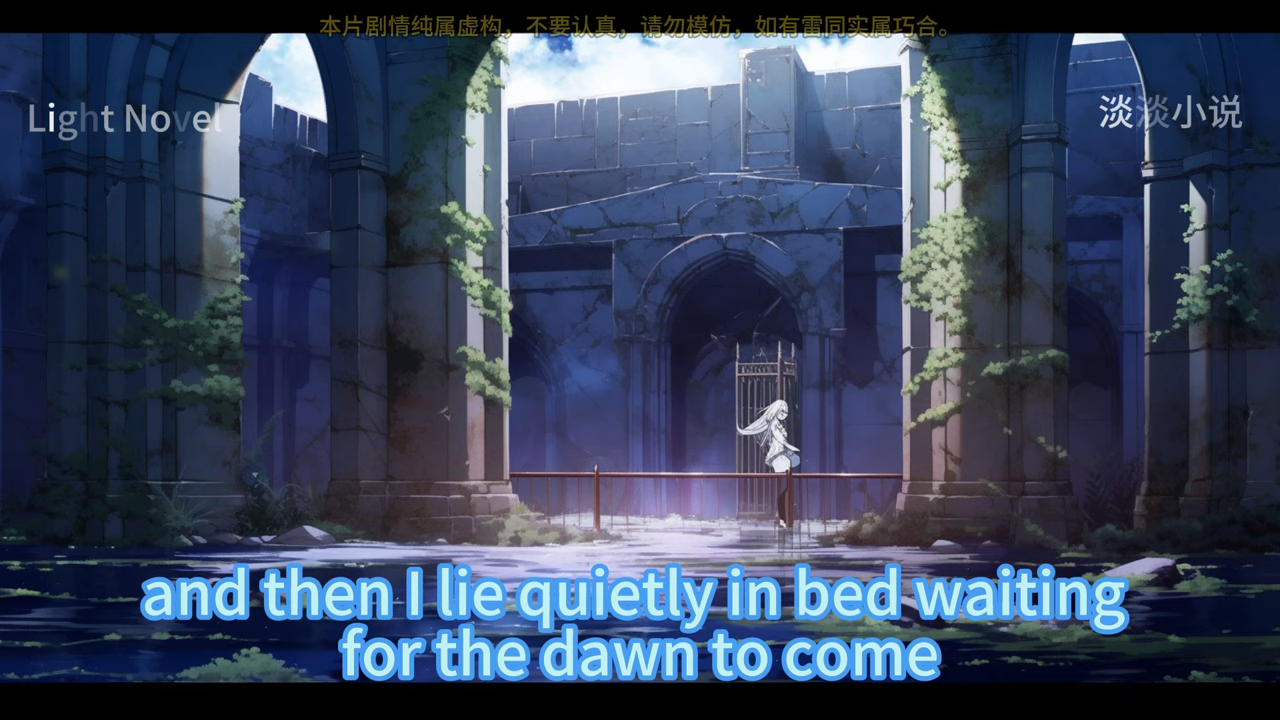 本片剧情纯属虚构，不要认真，请勿模仿，如有雷同实属巧合。
Light Novel
淡淡小说
and then I lie quietly in bed waiting
for the dawn to come